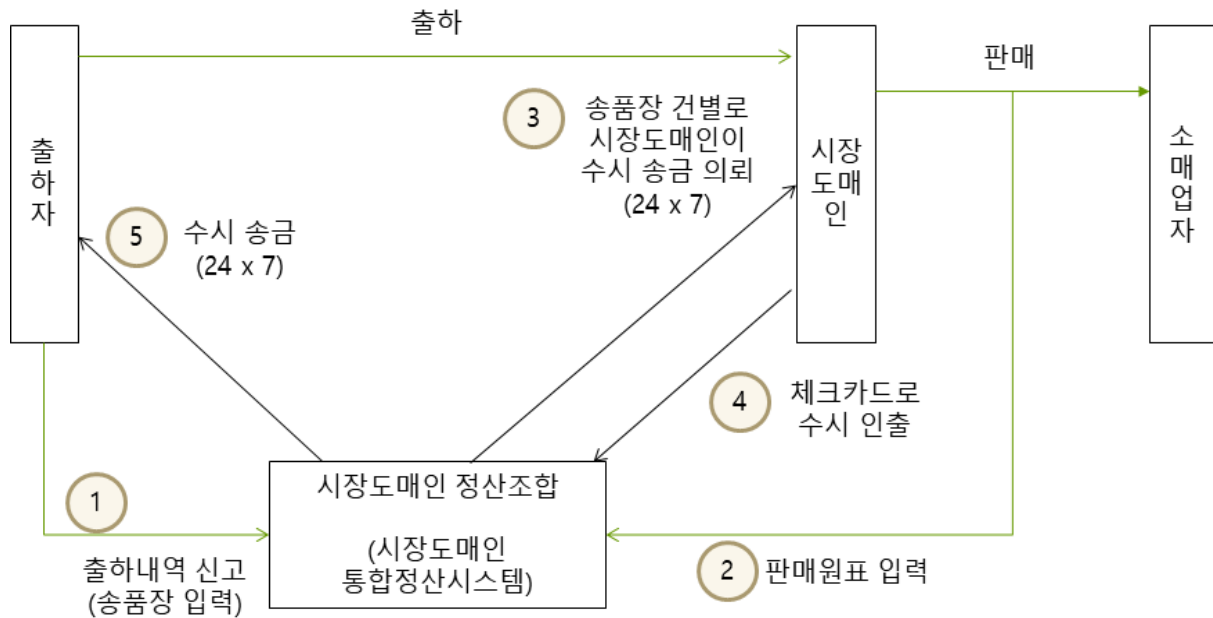 출하
판매
출
하
자
3
송품장 건별로
시장도매인이
수시 송금 의뢰
(24 x 7)
시장
도매
인
소
매
업
자
5
수시 송금
(24 x 7)
4
체크카드로
수시 인출
1
출하내역 신고
(송품장 입력)
시장도매인 정산조합
(시장도매인
통합정산시스템)
2
판매원표 입력